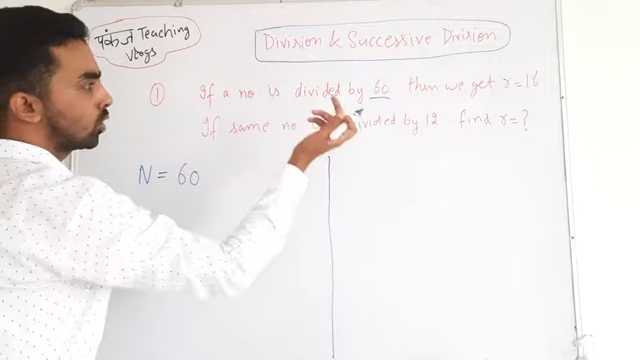 पंकज Teaching
Vlogs
Division & Successive Division
① If a no. is divided by 60 then we get r=16
If same no divided by 12. find r=?
N = 60